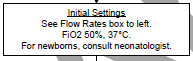 Initial Settings
See Flow Rates box to left.
FiO2 50%, 37°C.
For newborns, consult neonatologist.